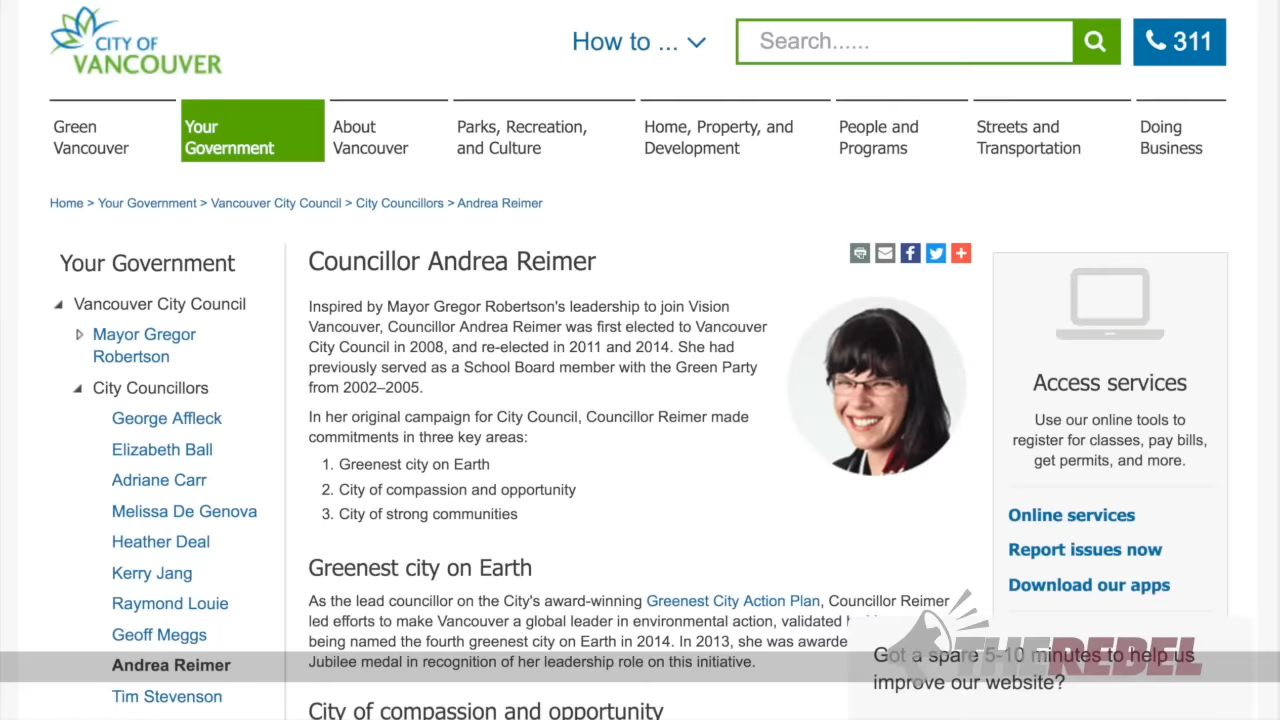 CITY OF
VANCOUVER
How to ...
Search......
311
Green
Vancouver
Your
Government
About
Vancouver
Parks, Recreation,
and Culture
Home, Property, and
Development
People and
Programs
Streets and
Transportation
Doing
Business
Home > Your Government > Vancouver City Council > City Councillors > Andrea Reimer
Your Government
Vancouver City Council
Mayor Gregor
Robertson
City Councillors
George Affleck
Elizabeth Ball
Adriane Carr
Melissa De Genova
Heather Deal
Kerry Jang
Raymond Louie
Geoff Meggs
Andrea Reimer
Tim Stevenson
Councillor Andrea Reimer
Inspired by Mayor Gregor Robertson's leadership to join Vision
Vancouver, Councillor Andrea Reimer was first elected to Vancouver
City Council in 2008, and re-elected in 2011 and 2014. She had
previously served as a School Board member with the Green Party
from 2002–2005.
In her original campaign for City Council, Councillor Reimer made
commitments in three key areas:
1. Greenest city on Earth
2. City of compassion and opportunity
3. City of strong communities
Greenest city on Earth
As the lead councillor on the City's award-winning Greenest City Action Plan, Councillor Reimer
led efforts to make Vancouver a global leader in environmental action, validated
being named the fourth greenest city on Earth in 2014. In 2013, she was awarde
Jubilee medal in recognition of her leadership role on this initiative.
City of compassion and opportunity
Access services
Use our online tools to
register for classes, pay bills,
get permits, and more.
Online services
Report issues now
Download our apps
THE REBEL
Got a spare 5-10 minutes to help us
improve our website?